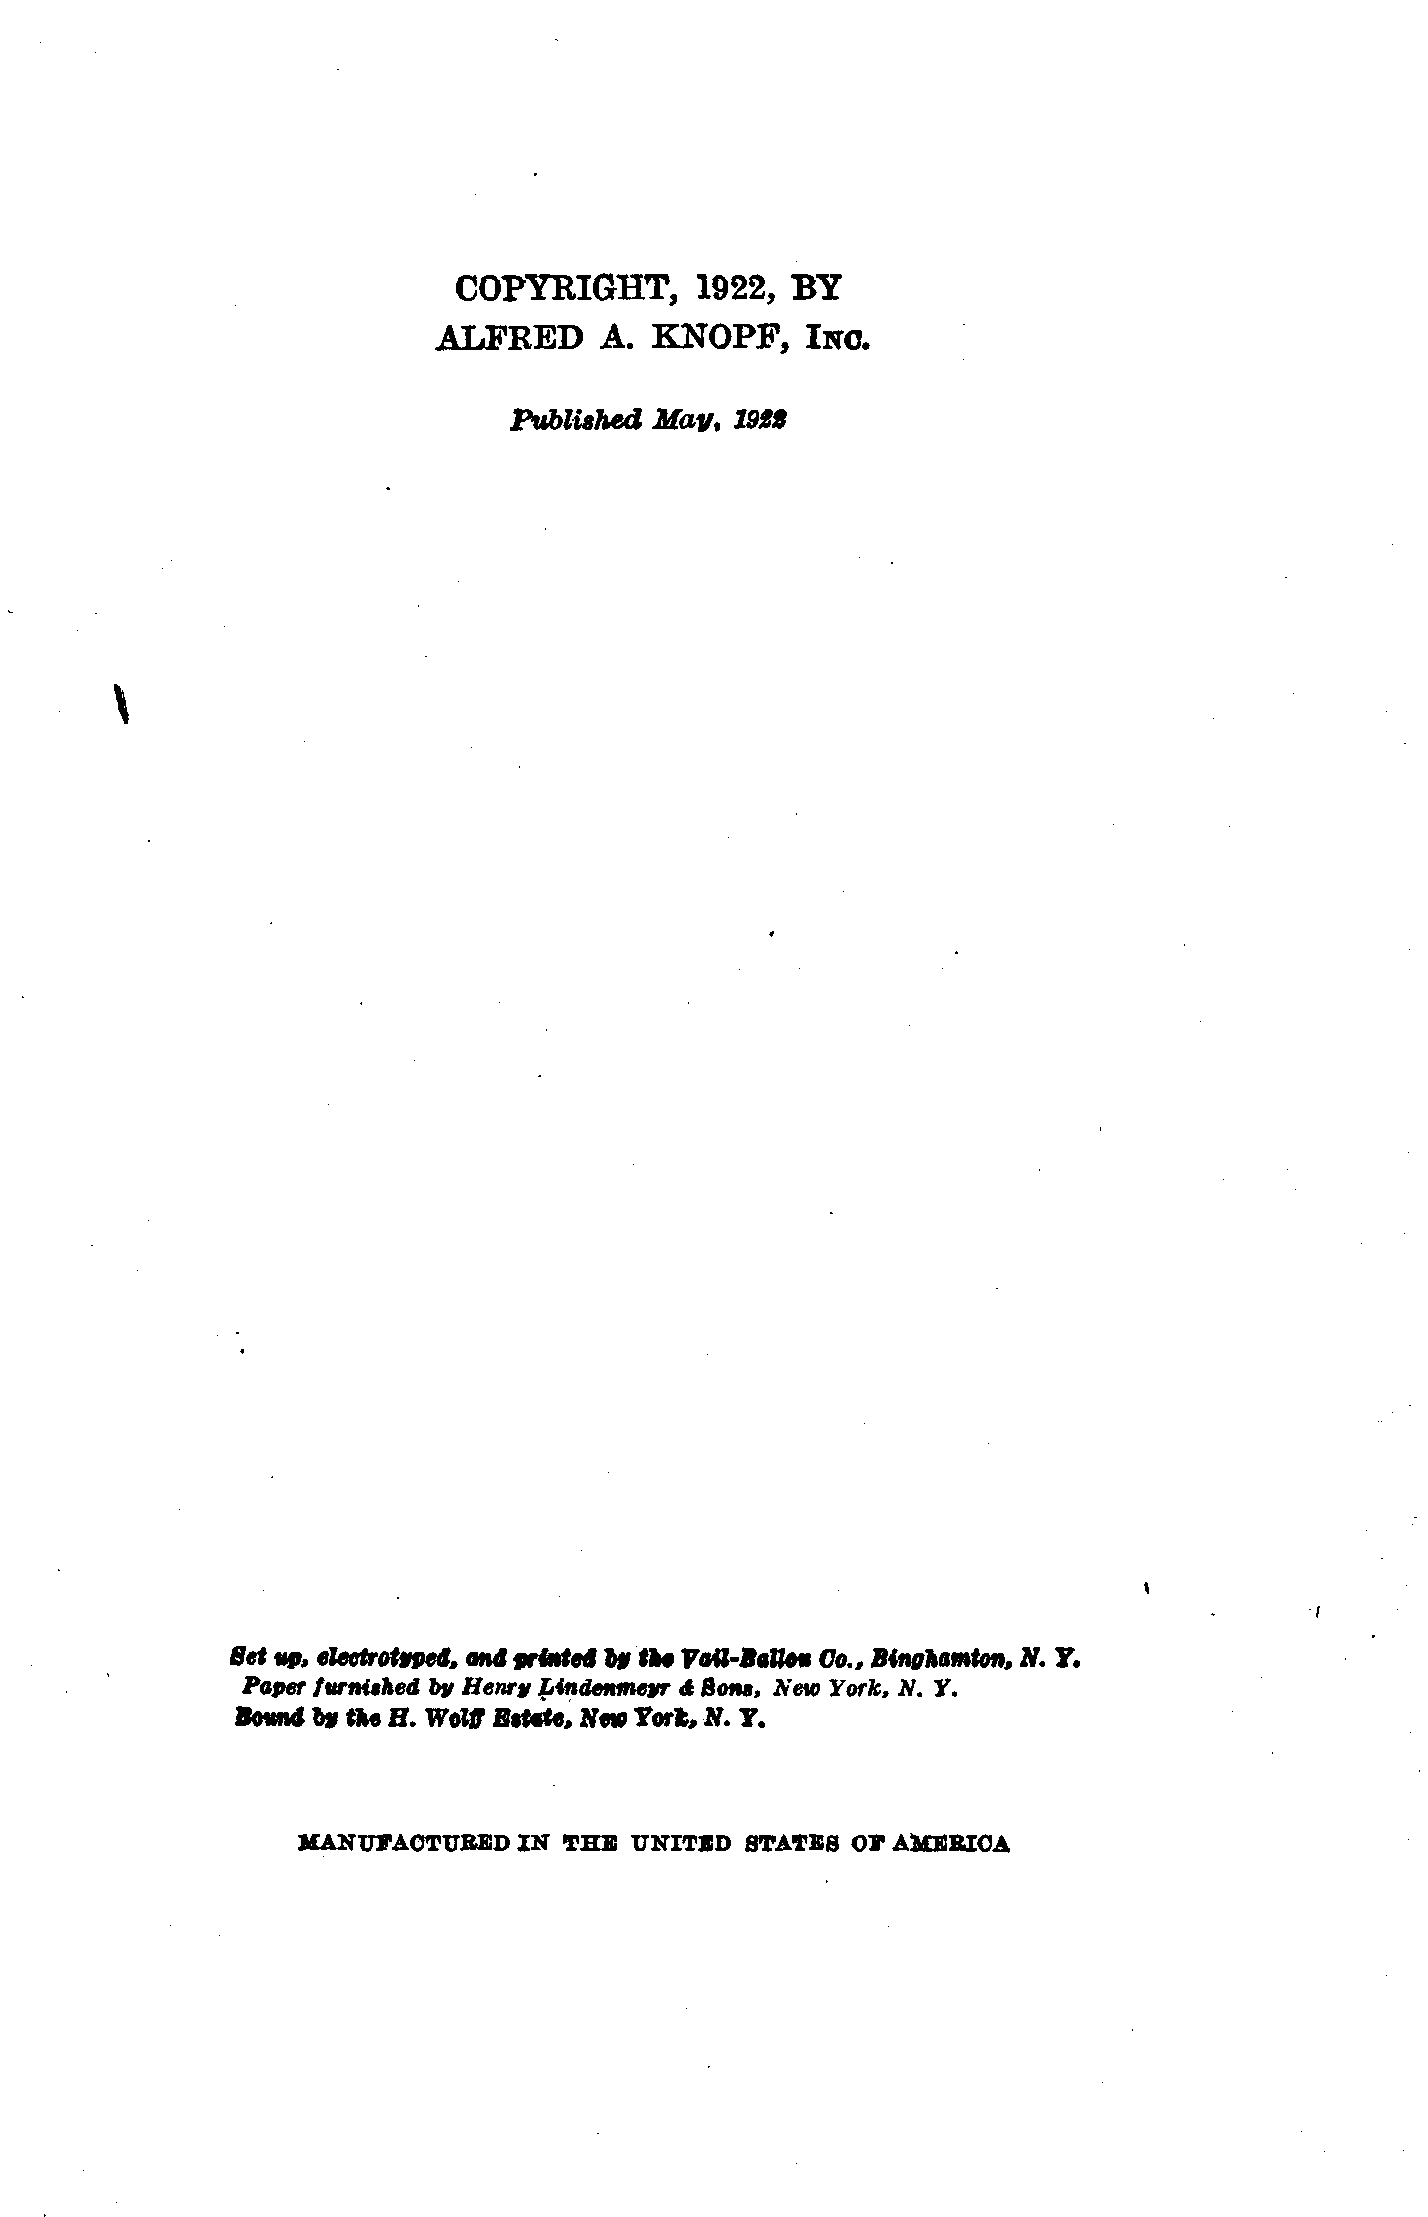 COPYRIGHT, 1922, BY
ALFRED A. KNOPF, INC.
Published May, 1922
Set up, electrotyped, and printed by the Vail-Ballou Co., Binghamton, N. Y.
Paper furnished by Henry Lindenmeyr & Sons, New York, N. Y.
Bound by the H. Wolff Estate, New York, N. Y.
MANUFACTURED IN THE UNITED STATES OF AMERICA